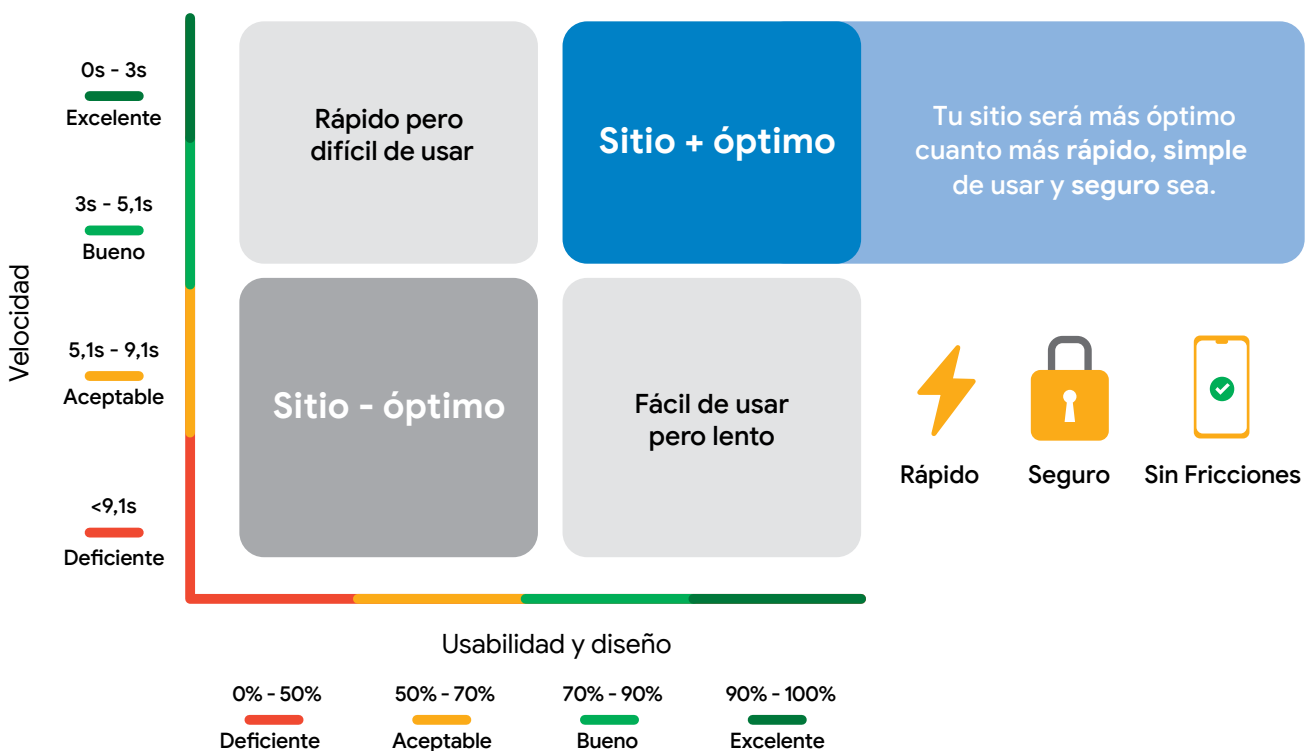 Velocidad
0s - 3s
Excelente
3s - 5,1s
Bueno
5,1s - 9,1s
Aceptable
<9,1s
Deficiente
Rápido pero
difícil de usar
Sitio + óptimo
Tu sitio será más óptimo
cuanto más rápido, simple
de usar y seguro sea.
Sitio - óptimo
Fácil de usar
pero lento
Rápido
Seguro
Sin Fricciones
Usabilidad y diseño
0% - 50%
Deficiente
50% - 70%
Aceptable
70% - 90%
Bueno
90% - 100%
Excelente